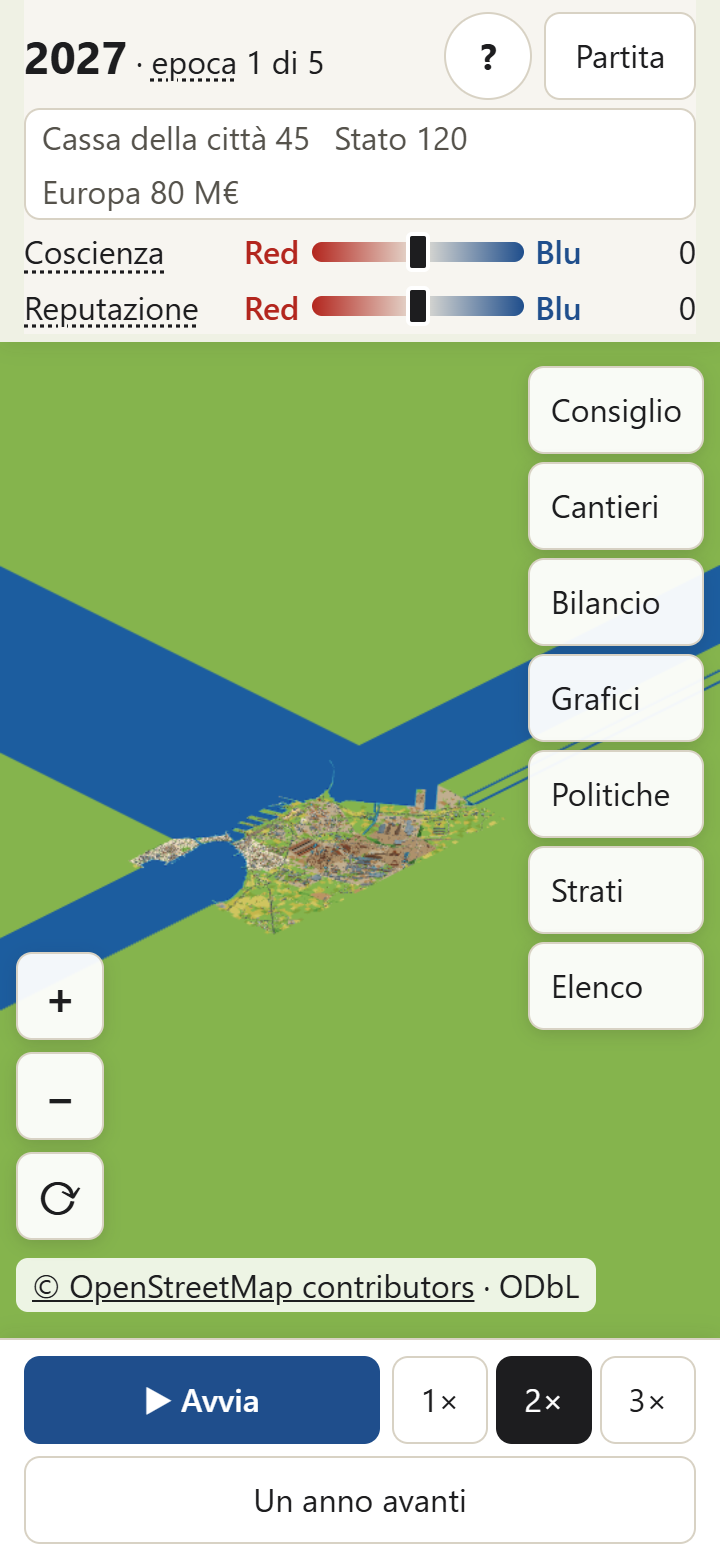 2027 · epoca 1 di 5
?
Partita
Cassa della città 45 Stato 120
Europa 80 M€
Coscienza Red Blu 0
Reputazione Red Blu 0
Consiglio
Cantieri
Bilancio
Grafici
Politiche
Strati
Elenco
+
−
© OpenStreetMap contributors · ODbL
▶ Avvia
1×
2×
3×
Un anno avanti